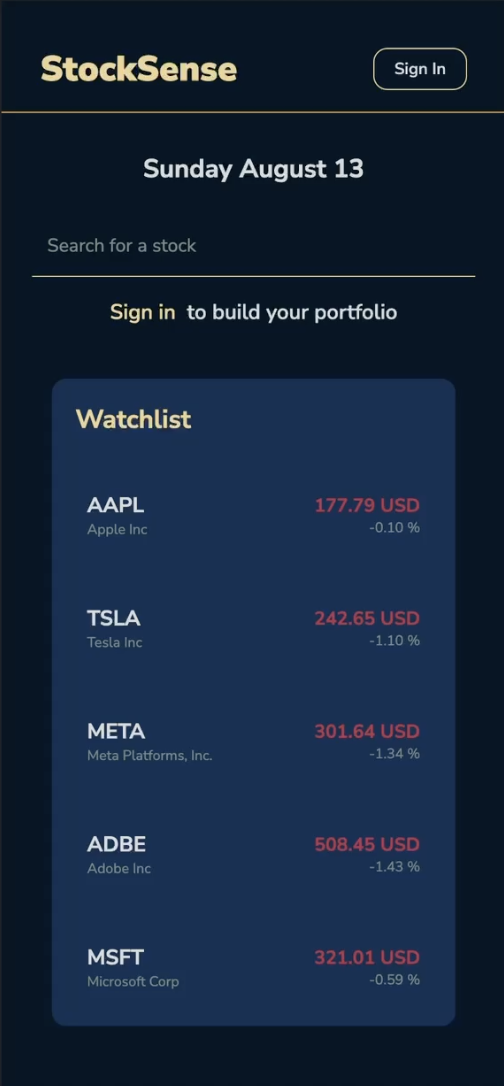 StockSense
Sign In
Sunday August 13
Search for a stock
Sign in to build your portfolio
Watchlist
AAPL 177.79 USD
Apple Inc -0.10 %
TSLA 242.65 USD
Tesla Inc -1.10 %
META 301.64 USD
Meta Platforms, Inc. -1.34 %
ADBE 508.45 USD
Adobe Inc -1.43 %
MSFT 321.01 USD
Microsoft Corp -0.59 %